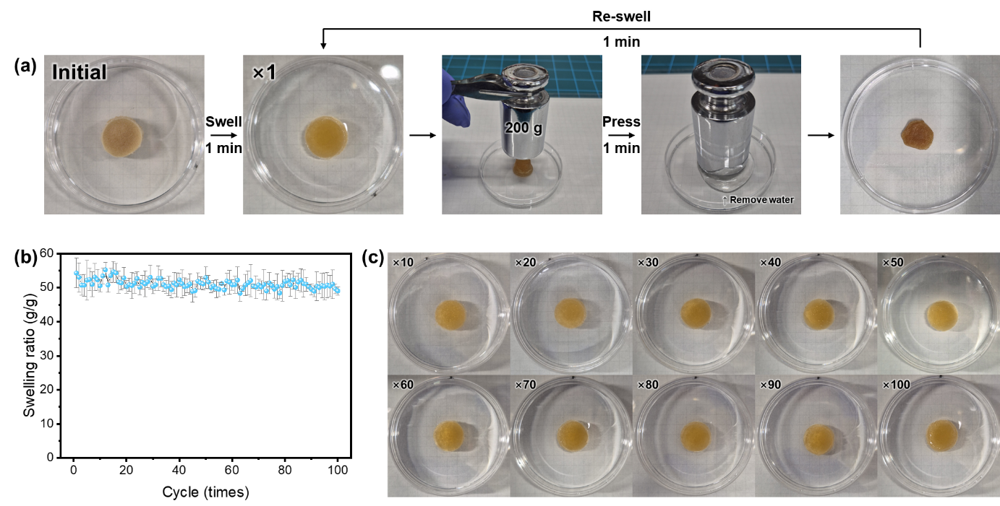 Re-swell
1 min
(a)
Initial
Swell
1 min
×1
200 g
Press
1 min
↑ Remove water
(b)
Swelling ratio (g/g)
60
50
40
30
20
10
0
0 20 40 60 80 100
Cycle (times)
(c)
×10 ×20 ×30 ×40 ×50
×60 ×70 ×80 ×90 ×100